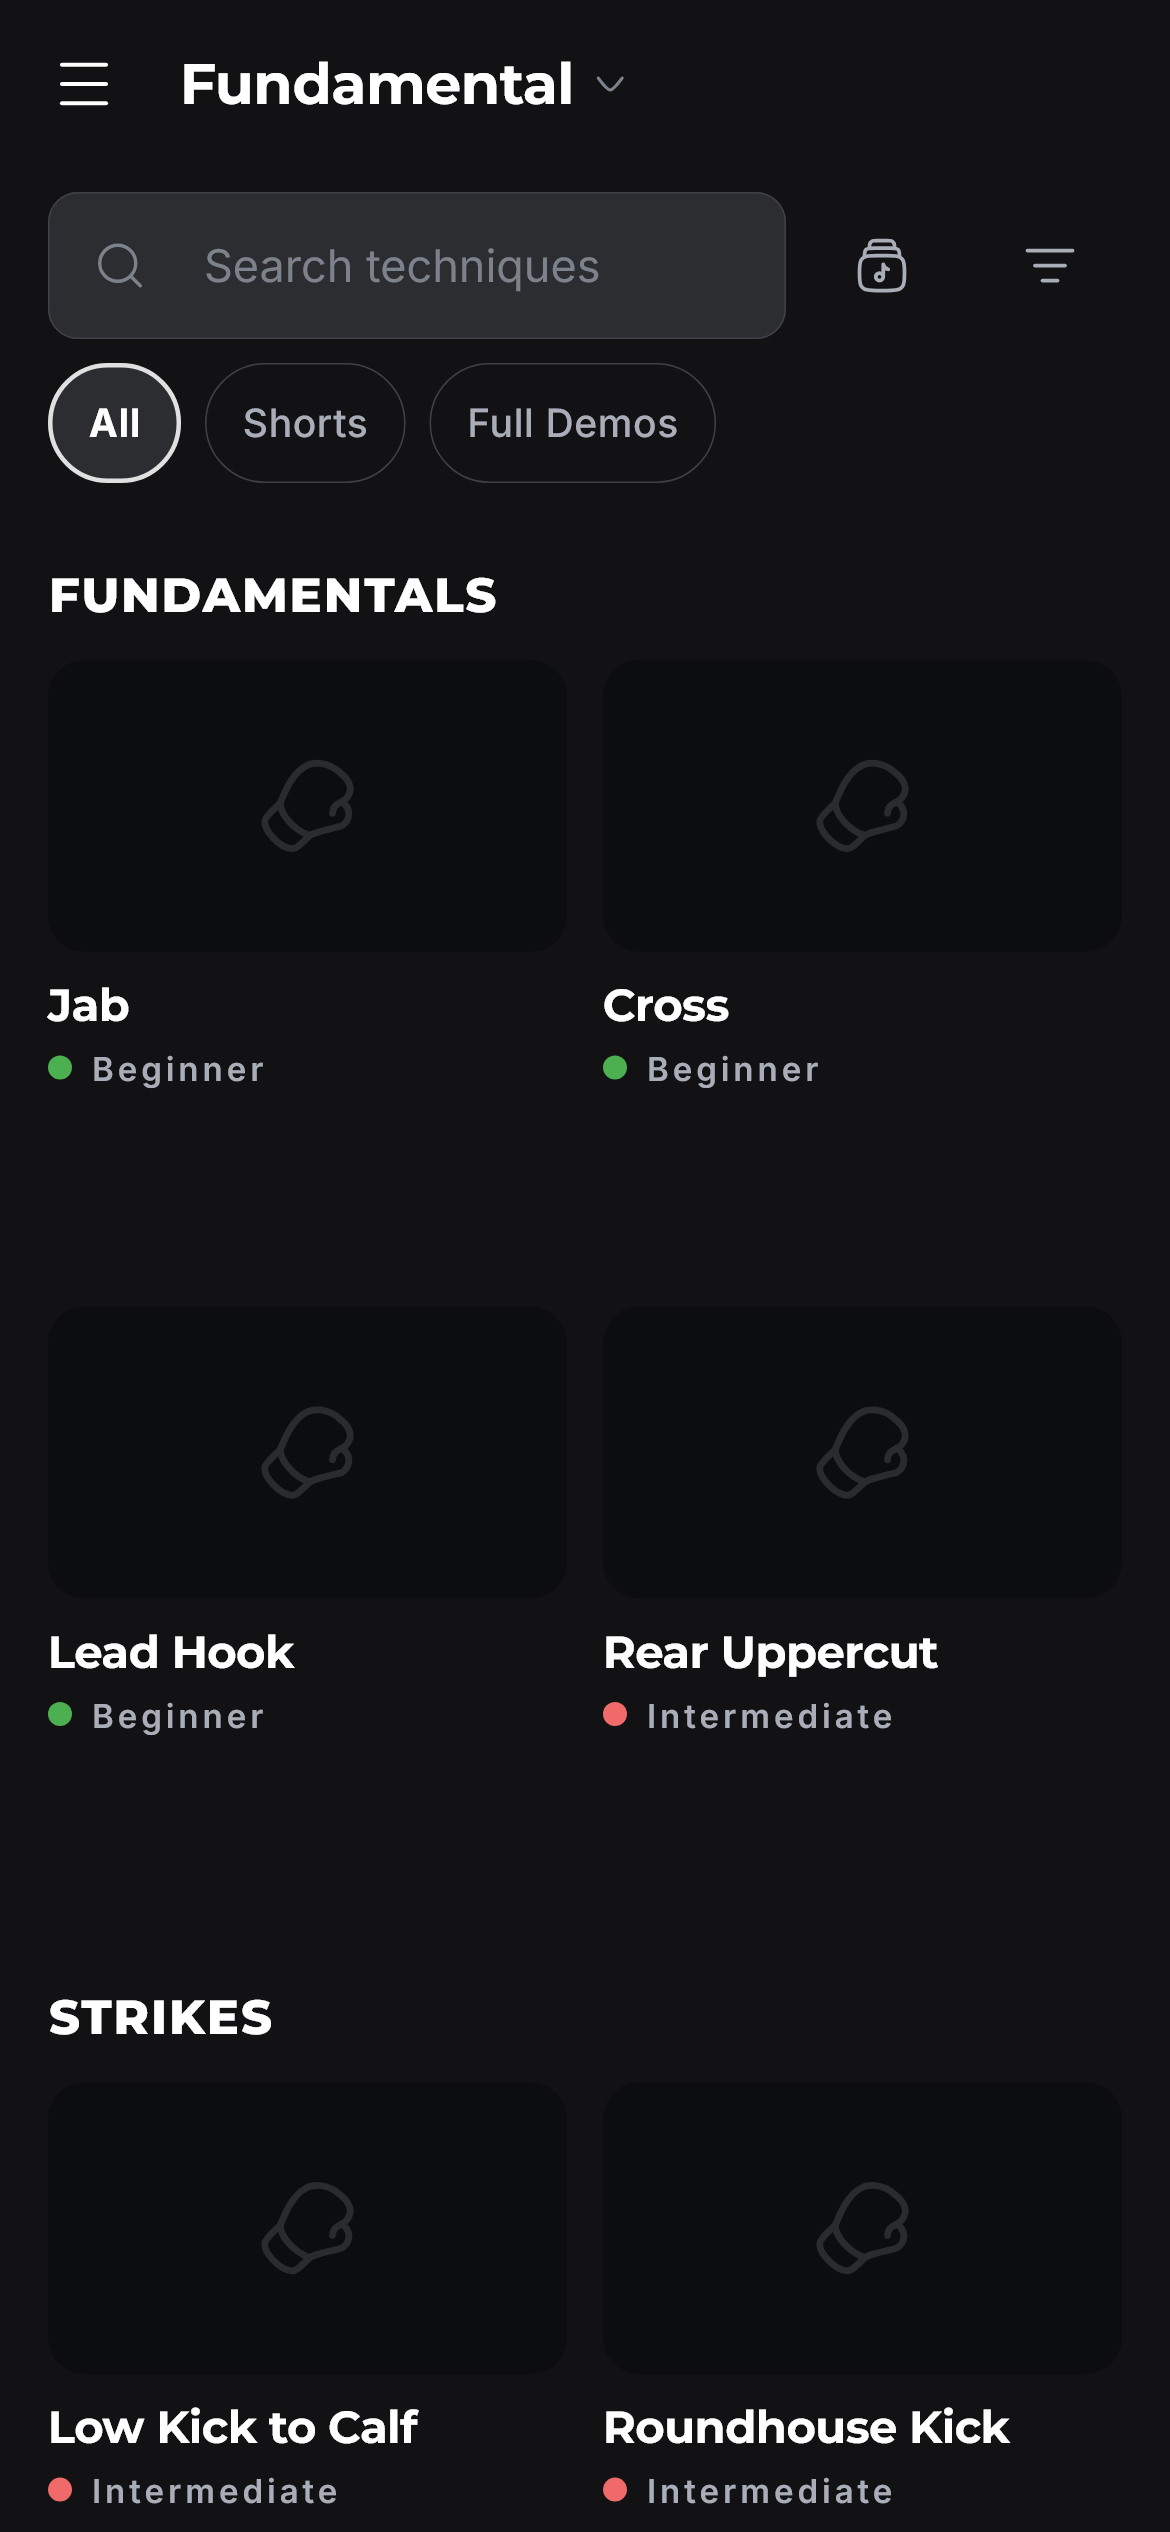 Fundamental
Search techniques
All
Shorts
Full Demos
FUNDAMENTALS
Jab
Beginner
Cross
Beginner
Lead Hook
Beginner
Rear Uppercut
Intermediate
STRIKES
Low Kick to Calf
Intermediate
Roundhouse Kick
Intermediate